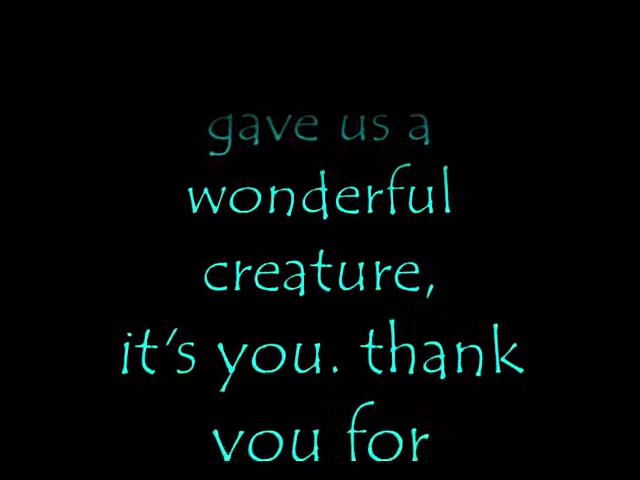 gave us a
wonderful
creature,
it's you. thank
you for